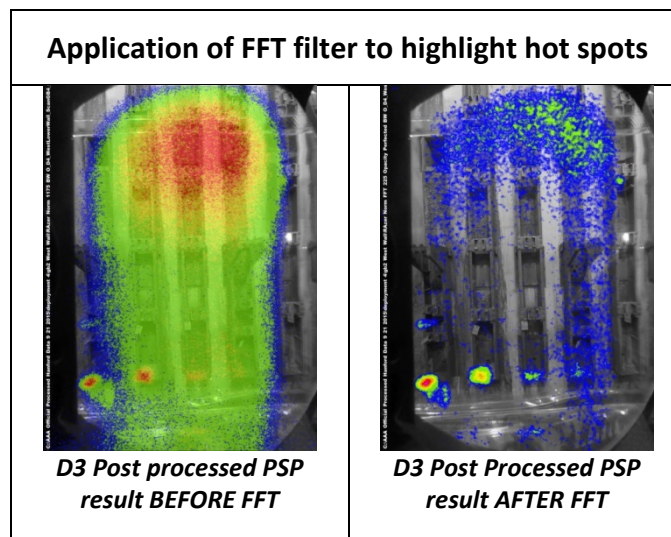 Application of FFT filter to highlight hot spots
D3 Post processed PSP
result BEFORE FFT
D3 Post Processed PSP
result AFTER FFT